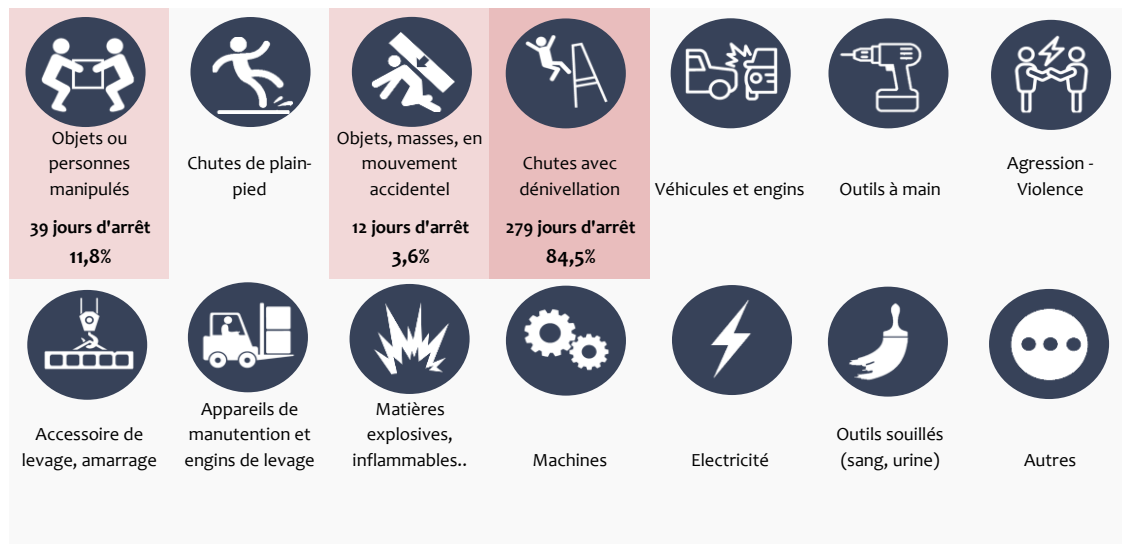 Objets ou
personnes
manipulés
39 jours d'arrêt
11,8%
Chutes de plain-
pied
Objets, masses, en
mouvement
accidentel
12 jours d'arrêt
3,6%
Chutes avec
dénivellation
279 jours d'arrêt
84,5%
Véhicules et engins
Outils à main
Agression -
Violence
Accessoire de
levage, amarrage
Appareils de
manutention et
engins de levage
Matières
explosives,
inflammables..
Machines
Electricité
Outils souillés
(sang, urine)
Autres